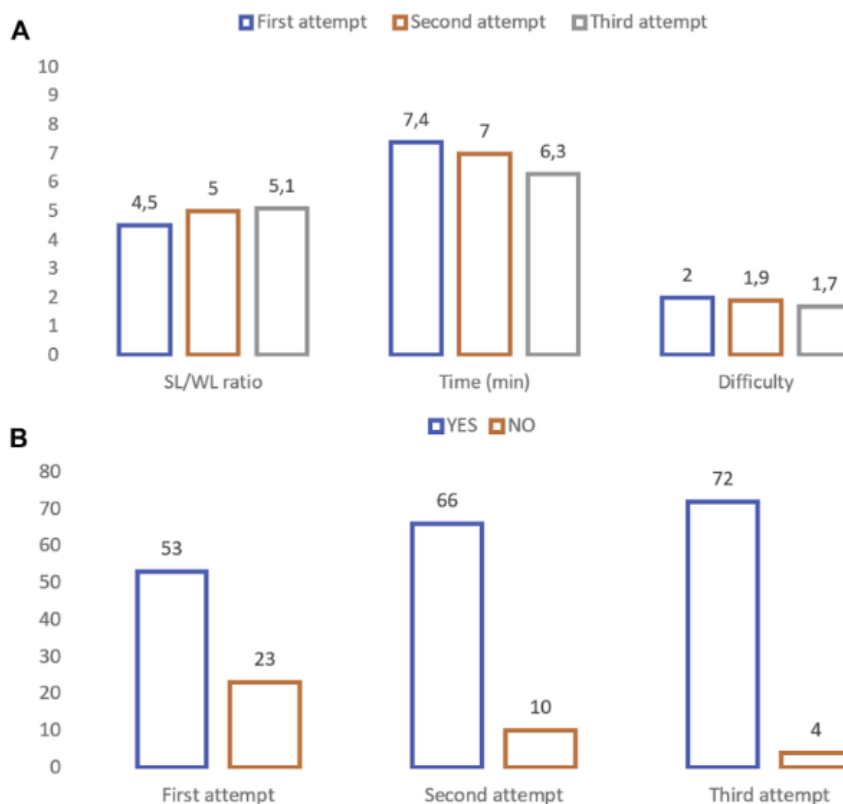 A
First attempt Second attempt Third attempt
10
9
8
7
6
5
4
3
2
1
0
4,5 5 5,1
7,4 7 6,3
2 1,9 1,7
SL/WL ratio Time (min) Difficulty
B
YES NO
80
70
60
50
40
30
20
10
0
53 23
66 10
72 4
First attempt Second attempt Third attempt